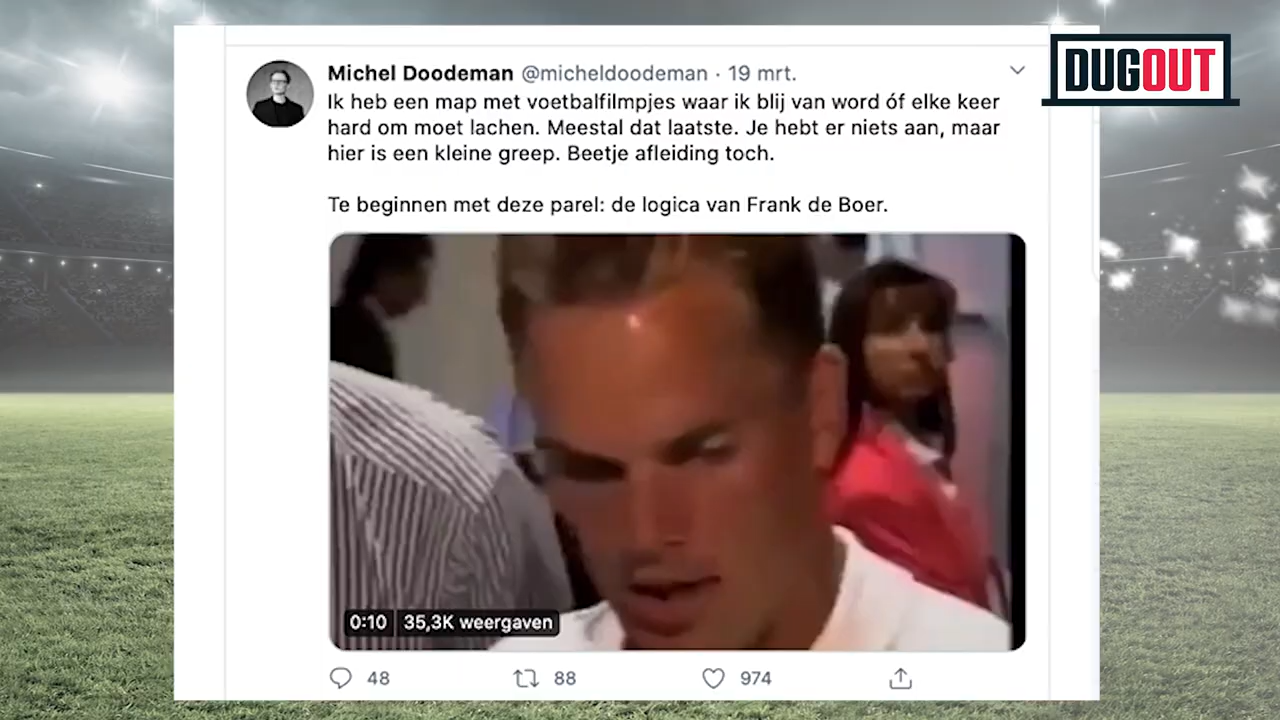 DUGOUT
Michel Doodeman @micheldoodeman · 19 mrt.
Ik heb een map met voetbalfilmpjes waar ik blij van word óf elke keer
hard om moet lachen. Meestal dat laatste. Je hebt er niets aan, maar
hier is een kleine greep. Beetje afleiding toch.
Te beginnen met deze parel: de logica van Frank de Boer.
0:10 35,3K weergaven
48 88 974